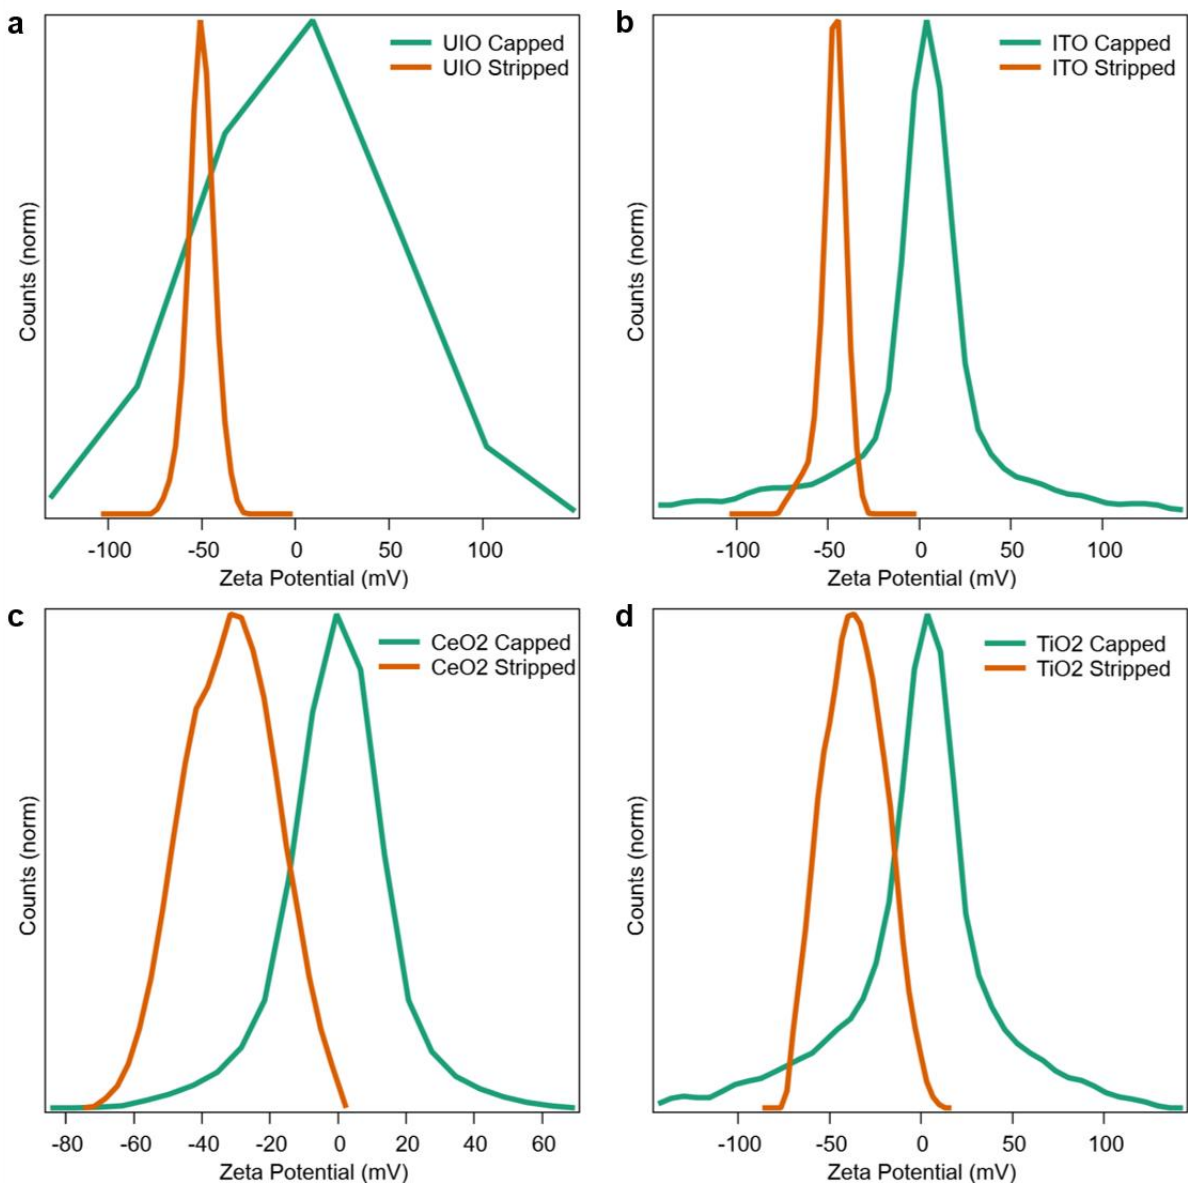 a
UIO Capped
UIO Stripped
Counts (norm)
-100 -50 0 50 100
Zeta Potential (mV)
b
ITO Capped
ITO Stripped
Counts (norm)
-100 -50 0 50 100
Zeta Potential (mV)
c
CeO2 Capped
CeO2 Stripped
Counts (norm)
-80 -60 -40 -20 0 20 40 60
Zeta Potential (mV)
d
TiO2 Capped
TiO2 Stripped
Counts (norm)
-100 -50 0 50 100
Zeta Potential (mV)